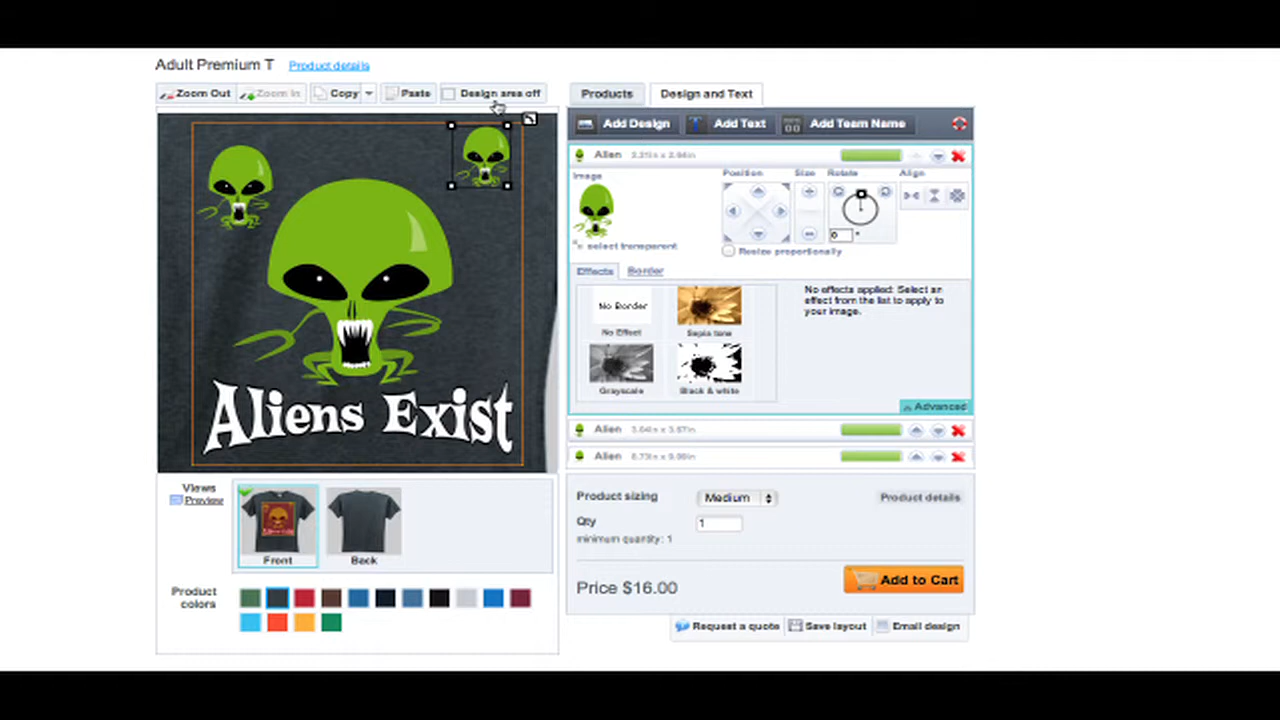 Adult Premium T Product details
Zoom Out Zoom In Copy Paste Design area off
Products Design and Text
Add Design Add Text Add Team Name
Alien
Image Position Size Rotate Align
0 °
select transparent
Resize proportionally
Effects Border
No Border
No Effect Sepia tone
Grayscale Black & white
No effects applied: Select an
effect from the list to apply to
your image.
Advanced
Alien
Alien
Aliens Exist
Views
Preview
Front Back
Product
colors
Product sizing Medium Product details
Qty 1
minimum quantity: 1
Price $16.00 Add to Cart
Request a quote Save layout Email design